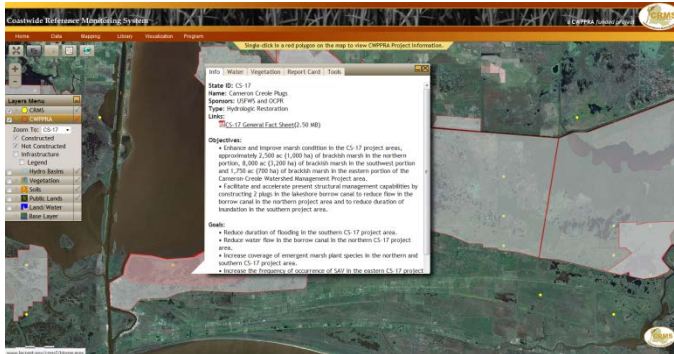 Coastwide Reference Monitoring System
a CWPPRA funded project
CRMS
Home Data Mapping Library Visualization Program
Single-click in a red polygon on the map to view CWPPRA Project Information.
Layers Menu
CRMS
CWPPRA
Zoom To: CS-17
Constructed
Not Constructed
Infrastructure
Legend
Hydro Basins
Vegetation
Soils
Public Lands
Land/Water
Base Layer
Info Water Vegetation Report Card Tools
State ID: CS-17
Name: Cameron Creole Plugs
Sponsors: USFWS and OCPR
Type: Hydrologic Restoration
Links:
CS-17 General Fact Sheet(2.50 MB)
Objectives:
• Enhance and improve marsh condition in the CS-17 project areas,
approximately 2,500 ac (1,000 ha) of brackish marsh in the northern
portion, 8,000 ac (3,200 ha) of brackish marsh in the southwest portion
and 1,750 ac (700 ha) of brackish marsh in the eastern portion of the
Cameron Creole Watershed Management Project area.
• Facilitate and accelerate present structural management capabilities by
constructing 2 plugs in the lakeshore borrow canal to reduce flow in the
borrow canal in the northern project area and to reduce duration of
inundation in the southern project area.
Goals:
• Reduce duration of flooding in the southern CS-17 project area.
• Reduce water flow in the borrow canal in the northern CS-17 project
area.
• Increase coverage of emergent marsh plant species in the northern and
southern CS-17 project area.
• Increase the frequency of occurrence of SAV in the eastern CS-17 project
CRMS